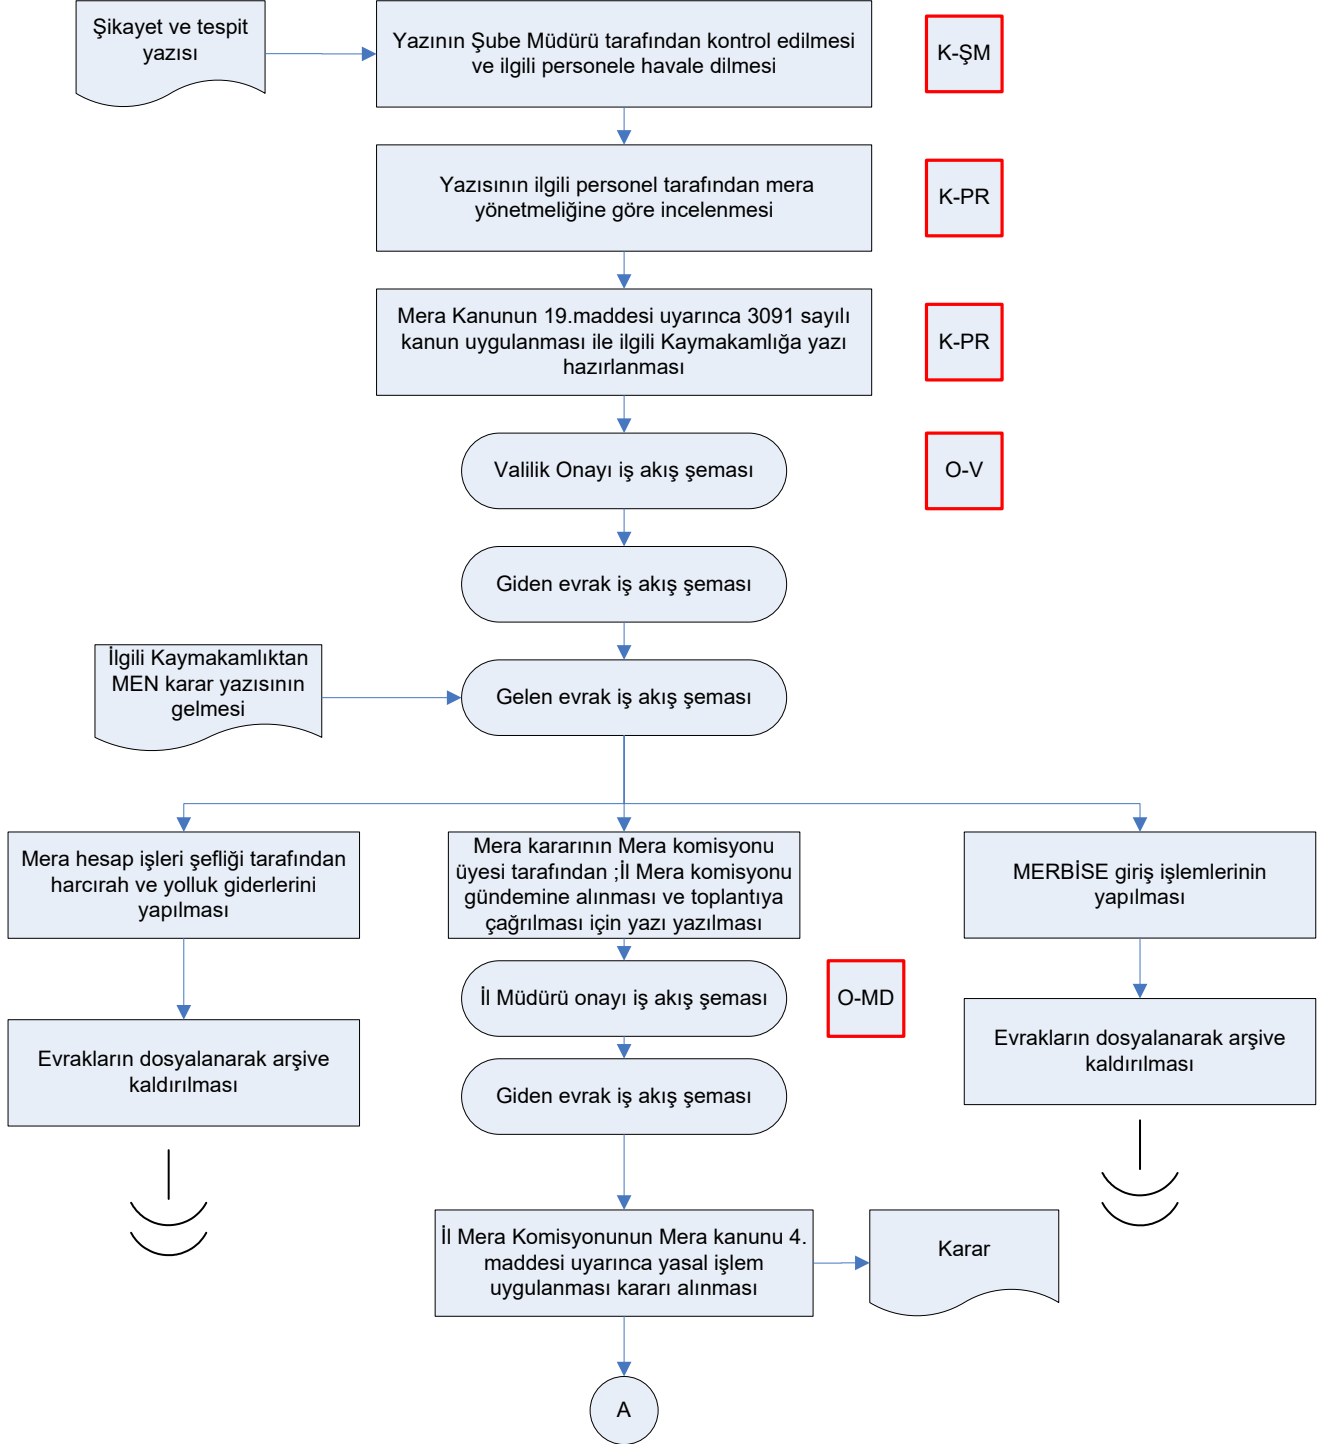 Şikayet ve tespit
yazısı
Yazının Şube Müdürü tarafından kontrol edilmesi
ve ilgili personele havale dilmesi
K-ŞM
Yazısının ilgili personel tarafından mera
yönetmeliğine göre incelenmesi
K-PR
Mera Kanunun 19.maddesi uyarınca 3091 sayılı
kanun uygulanması ile ilgili Kaymakamlığa yazı
hazırlanması
K-PR
Valilik Onayı iş akış şeması
O-V
Giden evrak iş akış şeması
İlgili Kaymakamlıktan
MEN karar yazısının
gelmesi
Gelen evrak iş akış şeması
Mera hesap işleri şefliği tarafından
harcırah ve yolluk giderlerini
yapılması
Mera kararının Mera komisyonu
üyesi tarafından ;İl Mera komisyonu
gündemine alınması ve toplantıya
çağrılması için yazı yazılması
MERBİSE giriş işlemlerinin
yapılması
İl Müdürü onayı iş akış şeması
O-MD
Evrakların dosyalanarak arşive
kaldırılması
Giden evrak iş akış şeması
Evrakların dosyalanarak arşive
kaldırılması
İl Mera Komisyonunun Mera kanunu 4.
maddesi uyarınca yasal işlem
uygulanması kararı alınması
Karar
A